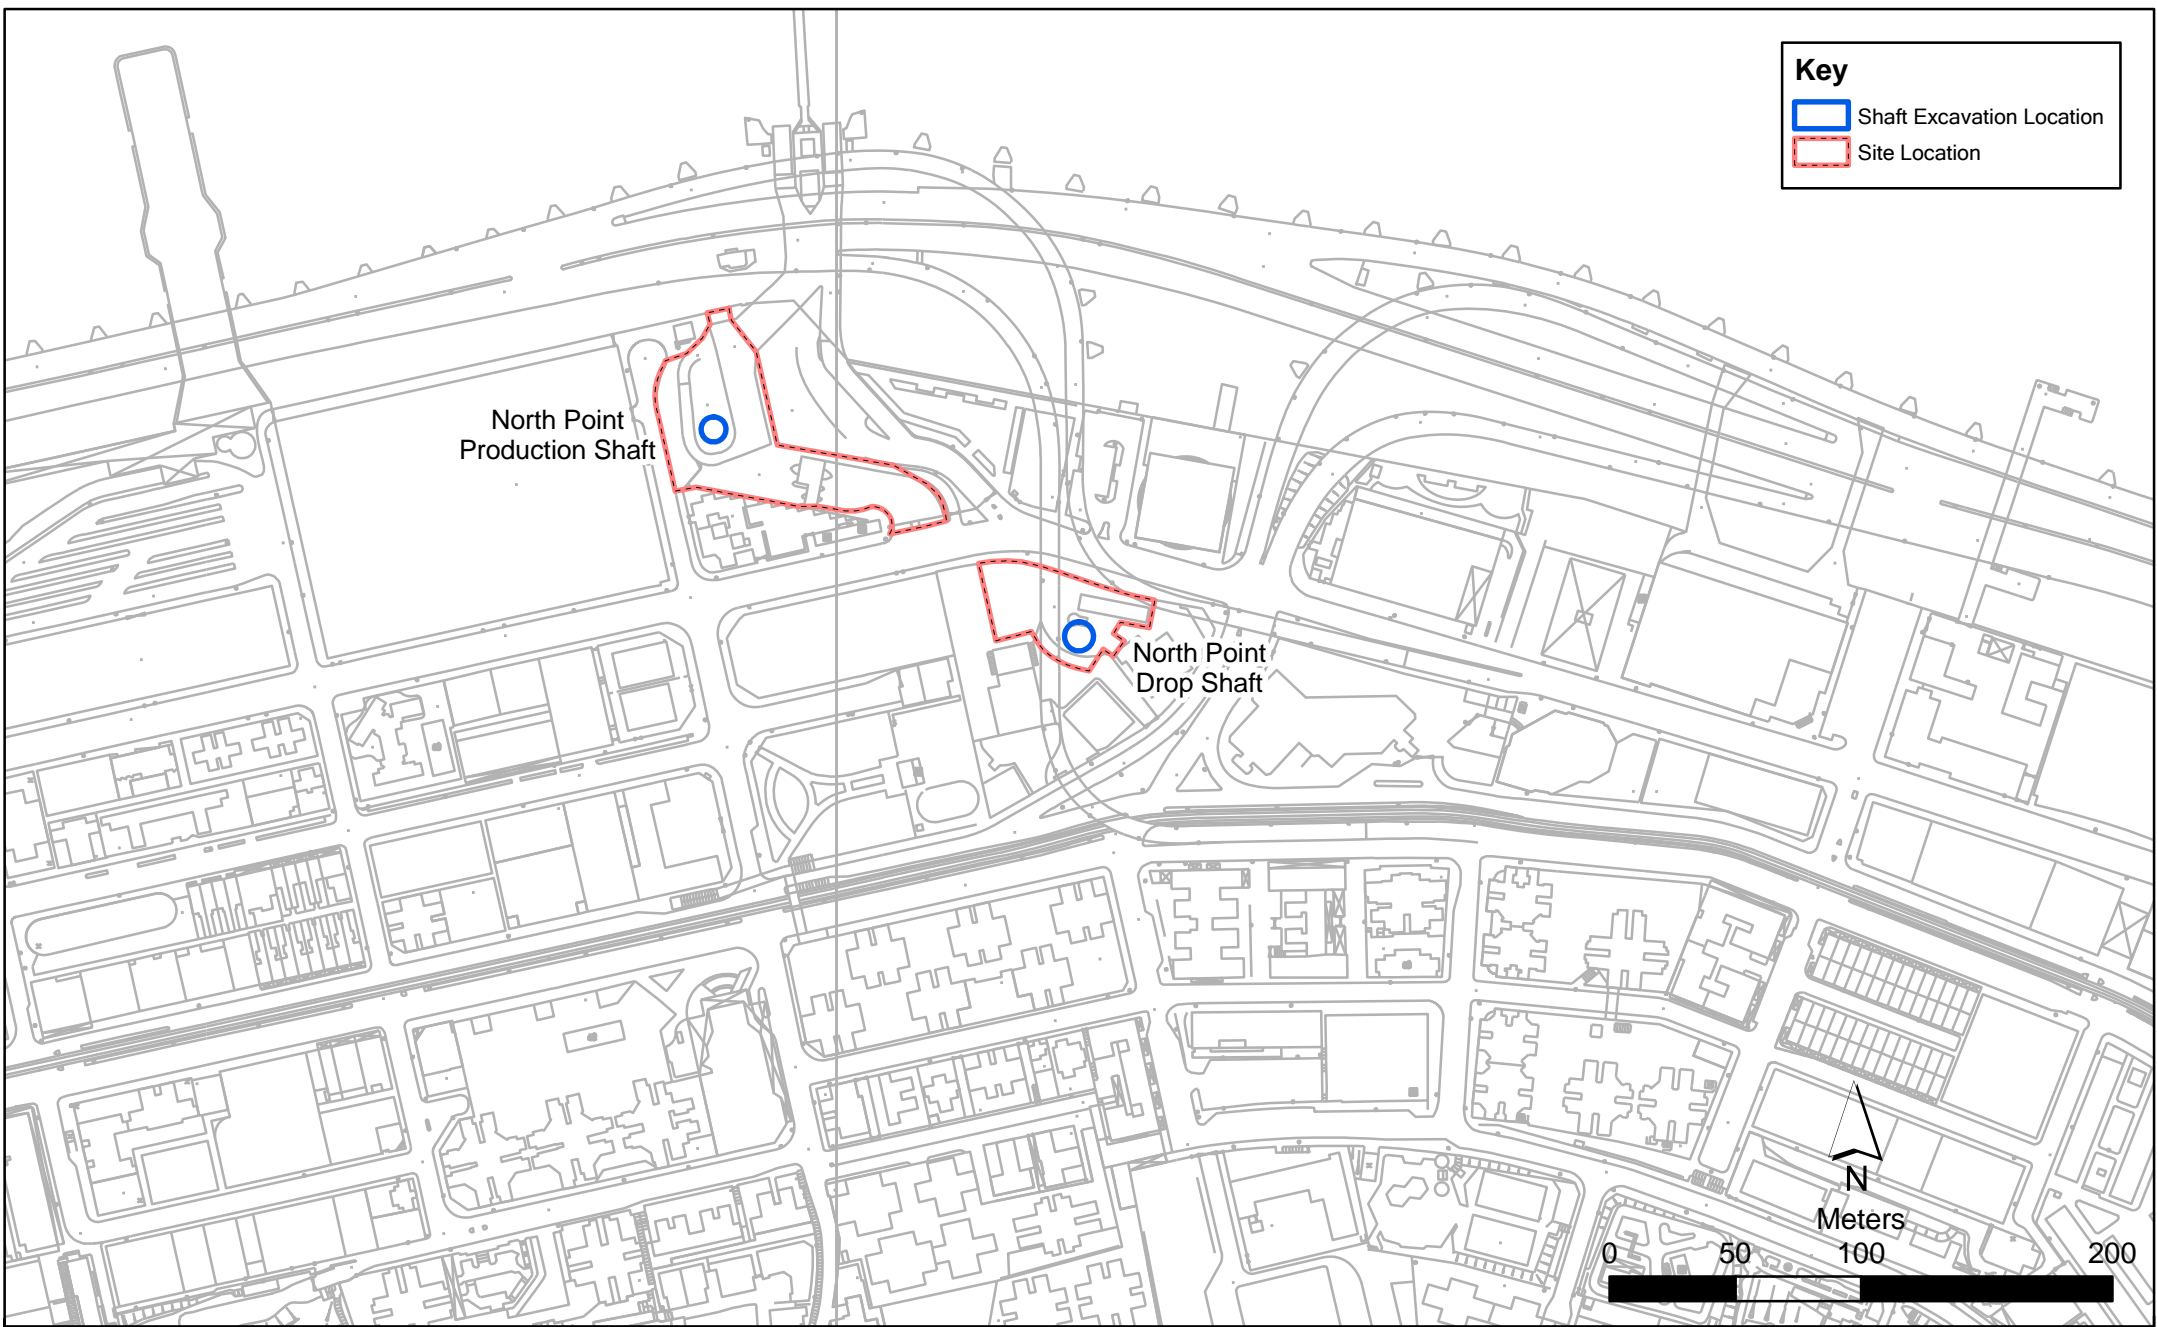 Key
Shaft Excavation Location
Site Location
North Point
Production Shaft
North Point
Drop Shaft
N
Meters
0 50 100 200